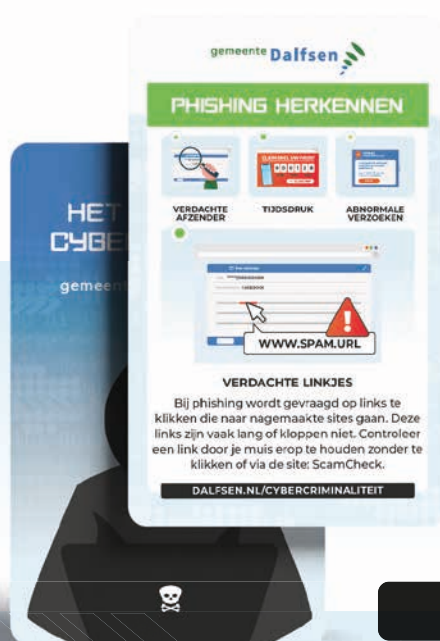 gemeente Dalfsen
PHISHING HERKENNEN
VERDACHTE
AFZENDER
TIJDSDRUK
ABNORMALE
VERZOEKEN
WWW.SPAM.URL
VERDACHTE LINKJES
Bij phishing wordt gevraagd op links te
klikken die naar nagemaakte sites gaan. Deze
links zijn vaak lang of kloppen niet. Controleer
een link door je muis erop te houden zonder te
klikken of via de site: ScamCheck.
DALFSEN.NL/CYBERCRIMINALITEIT
HET